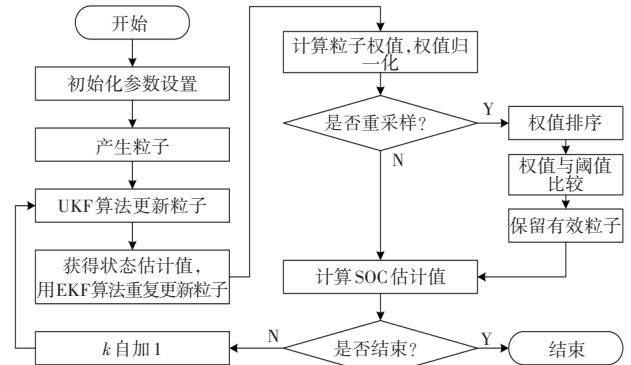 开始
初始化参数设置
产生粒子
UKF算法更新粒子
获得状态估计值,
用EKF算法重复更新粒子
k自加1
计算粒子权值,权值归
一化
是否重采样?
Y
N
权值排序
权值与阈值
比较
保留有效粒子
计算SOC估计值
是否结束?
N
Y
结束